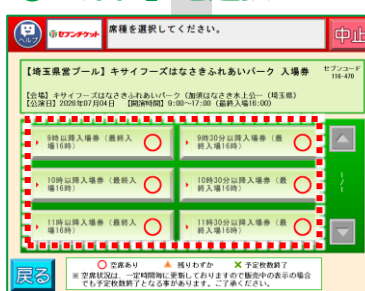 ヘルプ
セブンチケット
席種を選択してください。
中止
【埼玉県営プール】キサイフーズはなさきふれあいパーク 入場券
セブンコード
116-470
【会場】キサイフーズはなさきふれあいパーク（加須はなさき水上公…（埼玉県）
【公演日】2026年07月04日 【開演時間】9:00～17:00（最終入場16:00）
9時以降入場券（最終入場16時）
9時30分以降入場券（最終入場16時）
10時以降入場券（最終入場16時）
10時30分以降入場券（最終入場16時）
11時以降入場券（最終入場16時）
11時30分以降入場券（最終入場16時）
1/1
戻る
○ 空席あり ▲ 残りわずか × 予定枚数終了
※ 空席状況は、一定時間毎に更新しておりますので販売中の表示の場合
でも予定枚数終了となる事があります。ご了承ください。